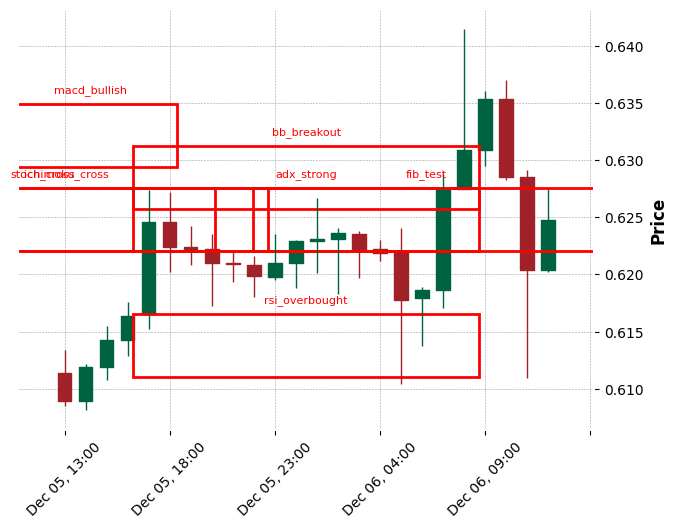 0.640
macd_bullish
0.635
bb_breakout
0.630
adx_strong
fib_test
0.625
Price
0.620
rsi_overbought
0.615
0.610
Dec 05, 13:00
Dec 05, 18:00
Dec 05, 23:00
Dec 06, 04:00
Dec 06, 09:00